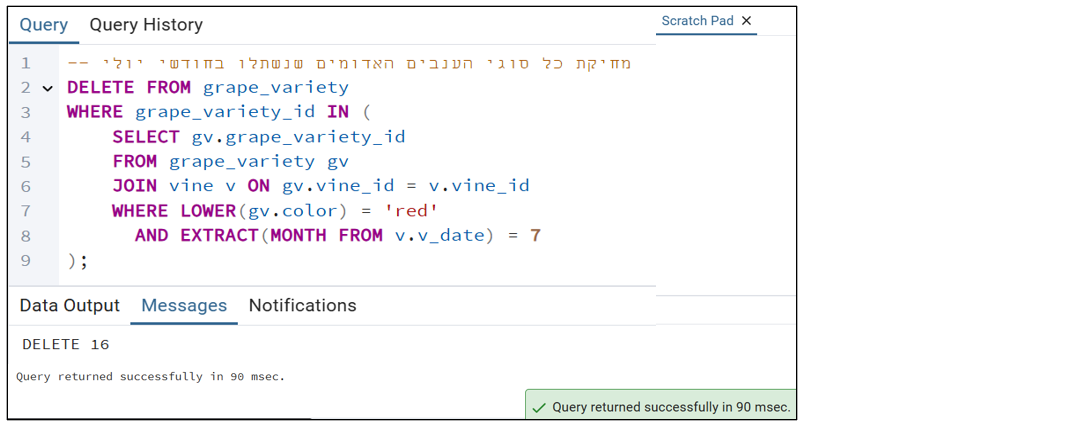 Query Query History
Scratch Pad ✕
1 -- מחיקת כל סוגי הענבים האדומים שנשתלו בחודשי יולי
2 DELETE FROM grape_variety
3 WHERE grape_variety_id IN (
4 SELECT gv.grape_variety_id
5 FROM grape_variety gv
6 JOIN vine v ON gv.vine_id = v.vine_id
7 WHERE LOWER(gv.color) = 'red'
8 AND EXTRACT(MONTH FROM v.v_date) = 7
9 );
Data Output Messages Notifications
DELETE 16
Query returned successfully in 90 msec.
Query returned successfully in 90 msec.